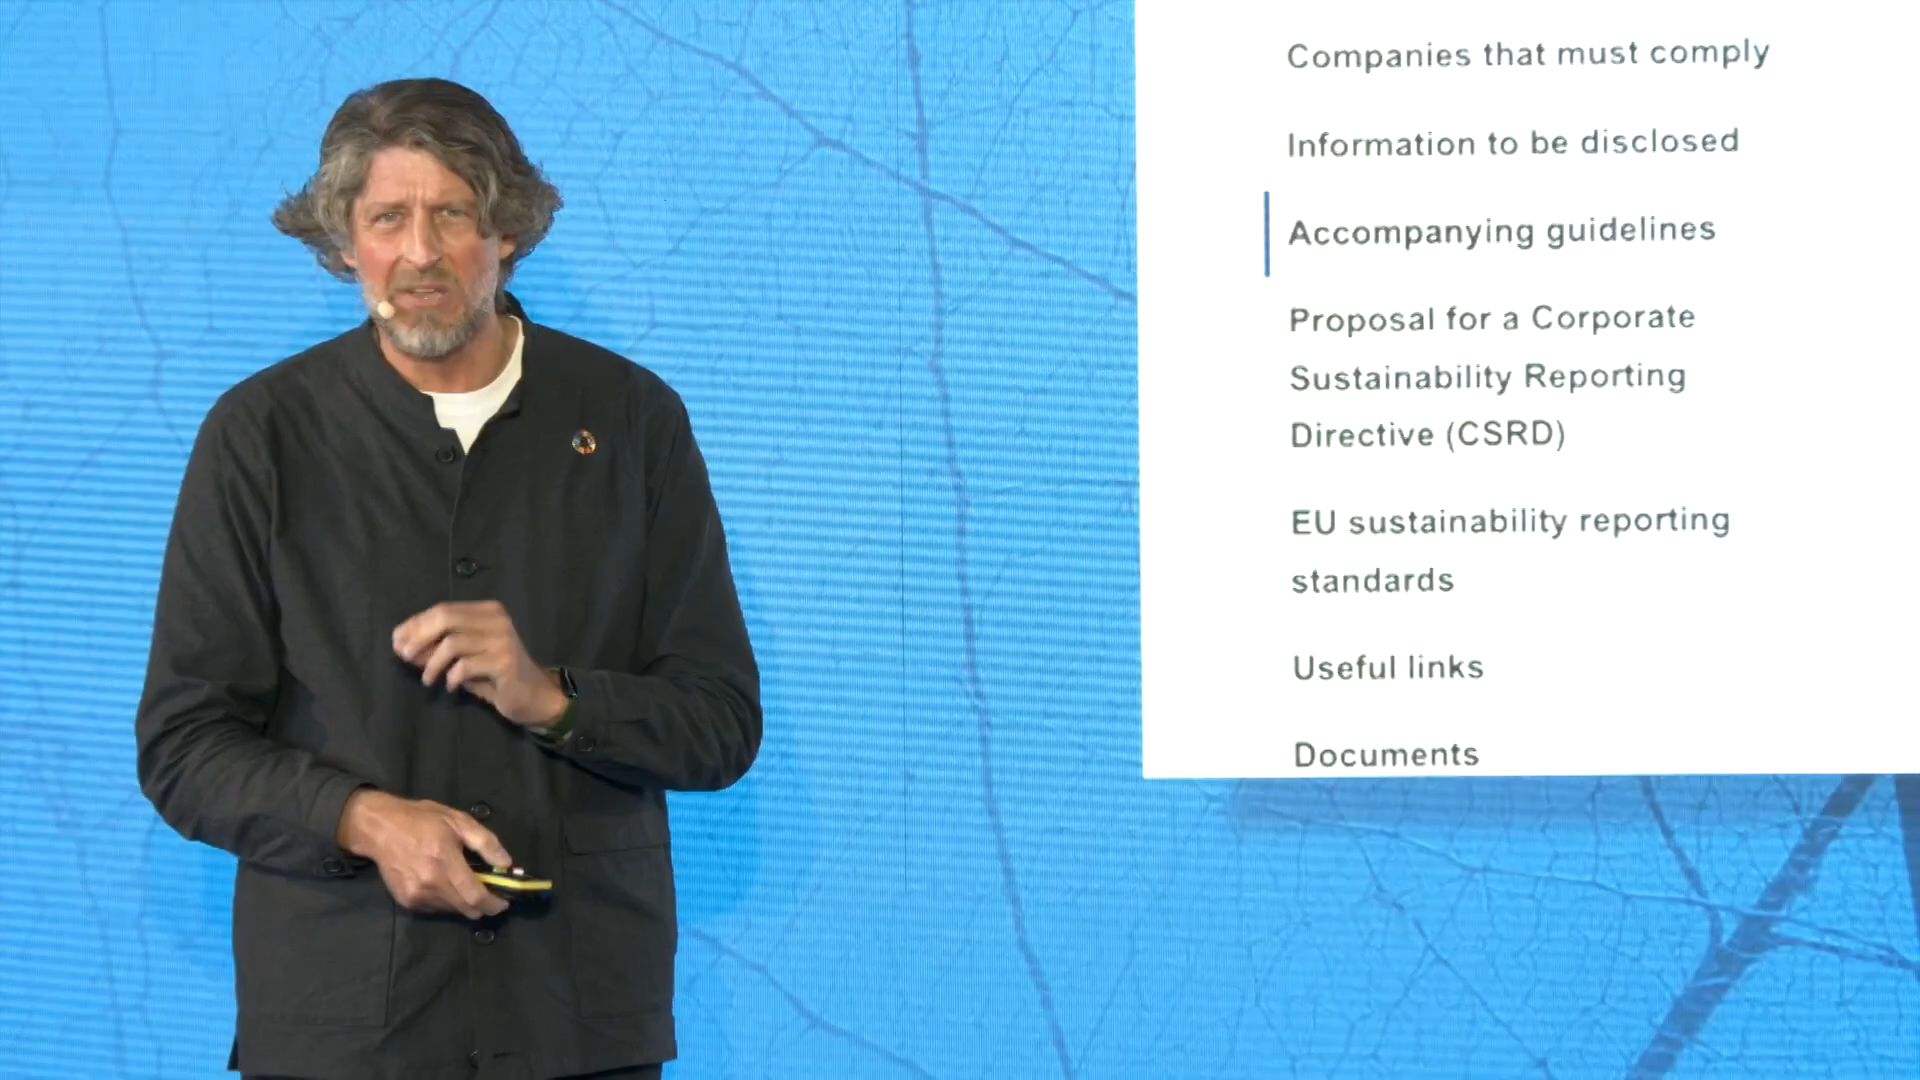 Companies that must comply
Information to be disclosed
Accompanying guidelines
Proposal for a Corporate
Sustainability Reporting
Directive (CSRD)
EU sustainability reporting
standards
Useful links
Documents